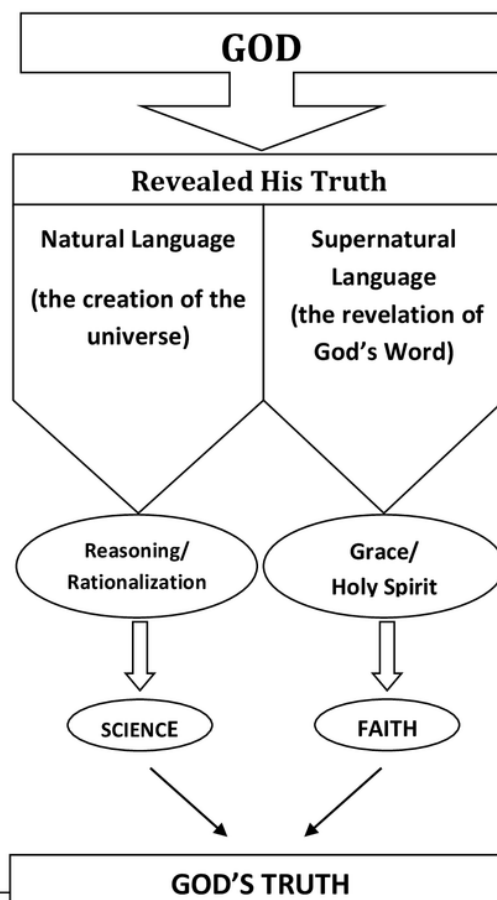 GOD
Revealed His Truth
Natural Language
(the creation of the
universe)
Supernatural
Language
(the revelation of
God’s Word)
Reasoning/
Rationalization
Grace/
Holy Spirit
SCIENCE
FAITH
GOD’S TRUTH